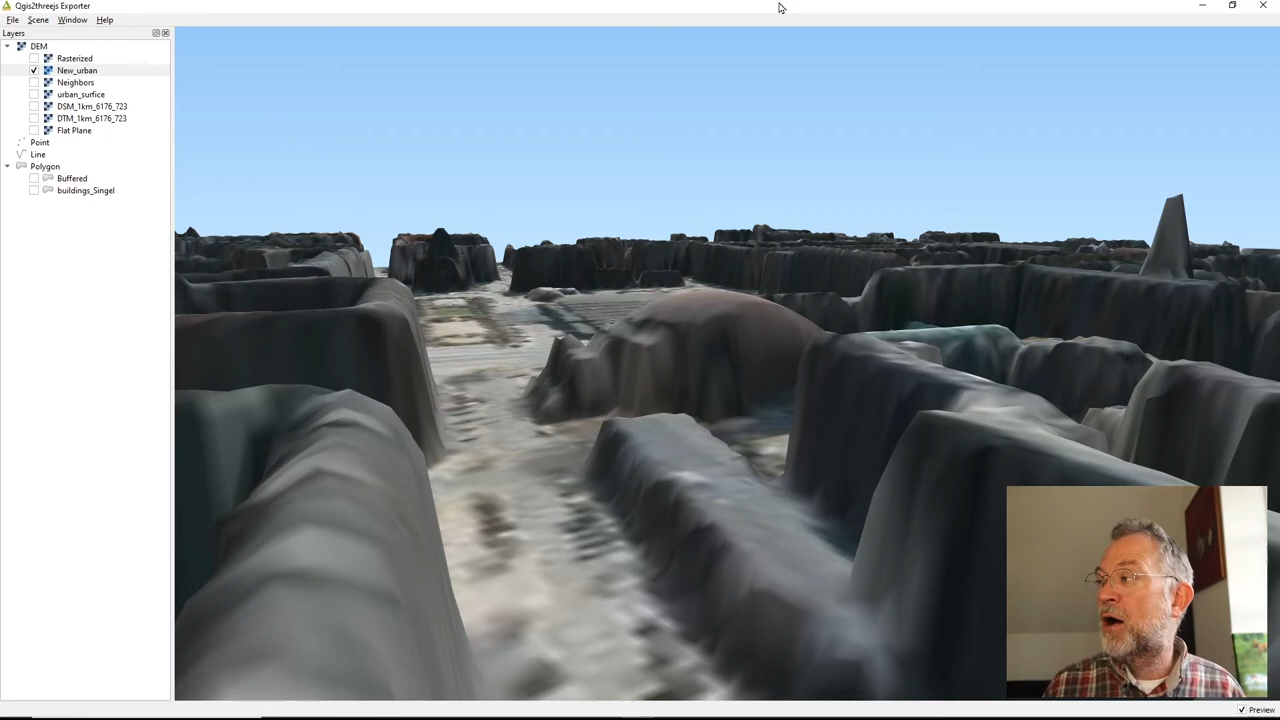 Qgis2threejs Exporter
File Scene Window Help
Layers
DEM
Rasterized
New_urban
Neighbors
urban_surfice
DSM_1km_6176_723
DTM_1km_6176_723
Flat Plane
Point
Line
Polygon
Buffered
buildings_Singel
Preview